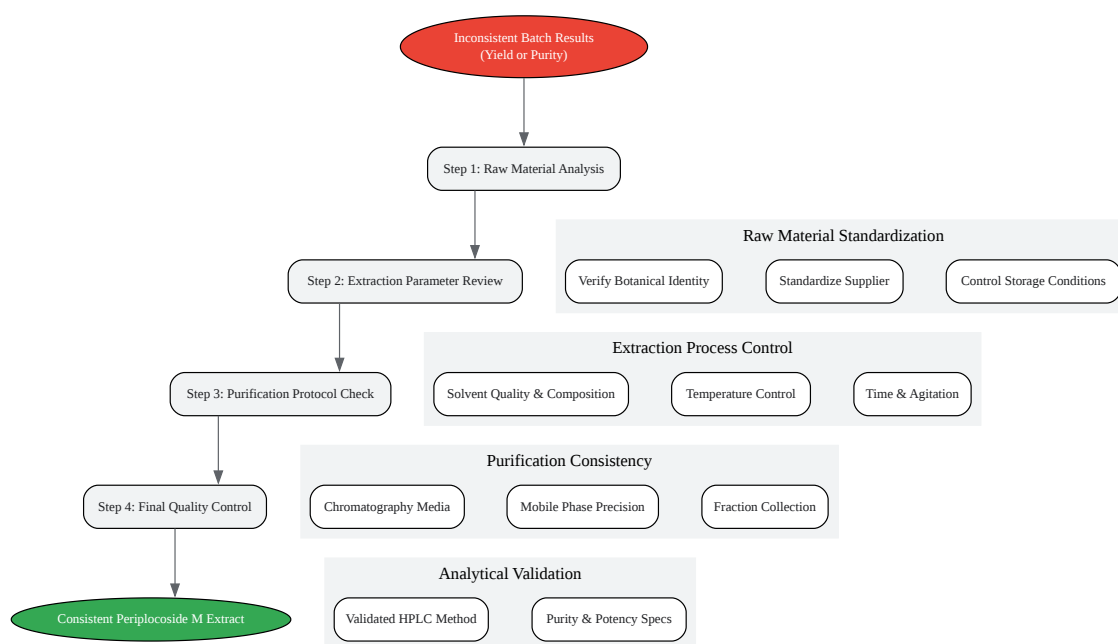 Inconsistent Batch Results
(Yield or Purity)
Step 1: Raw Material Analysis
Raw Material Standardization
Step 2: Extraction Parameter Review
Verify Botanical Identity
Standardize Supplier
Control Storage Conditions
Extraction Process Control
Step 3: Purification Protocol Check
Solvent Quality & Composition
Temperature Control
Time & Agitation
Purification Consistency
Step 4: Final Quality Control
Chromatography Media
Mobile Phase Precision
Fraction Collection
Analytical Validation
Consistent Periplocoside M Extract
Validated HPLC Method
Purity & Potency Specs